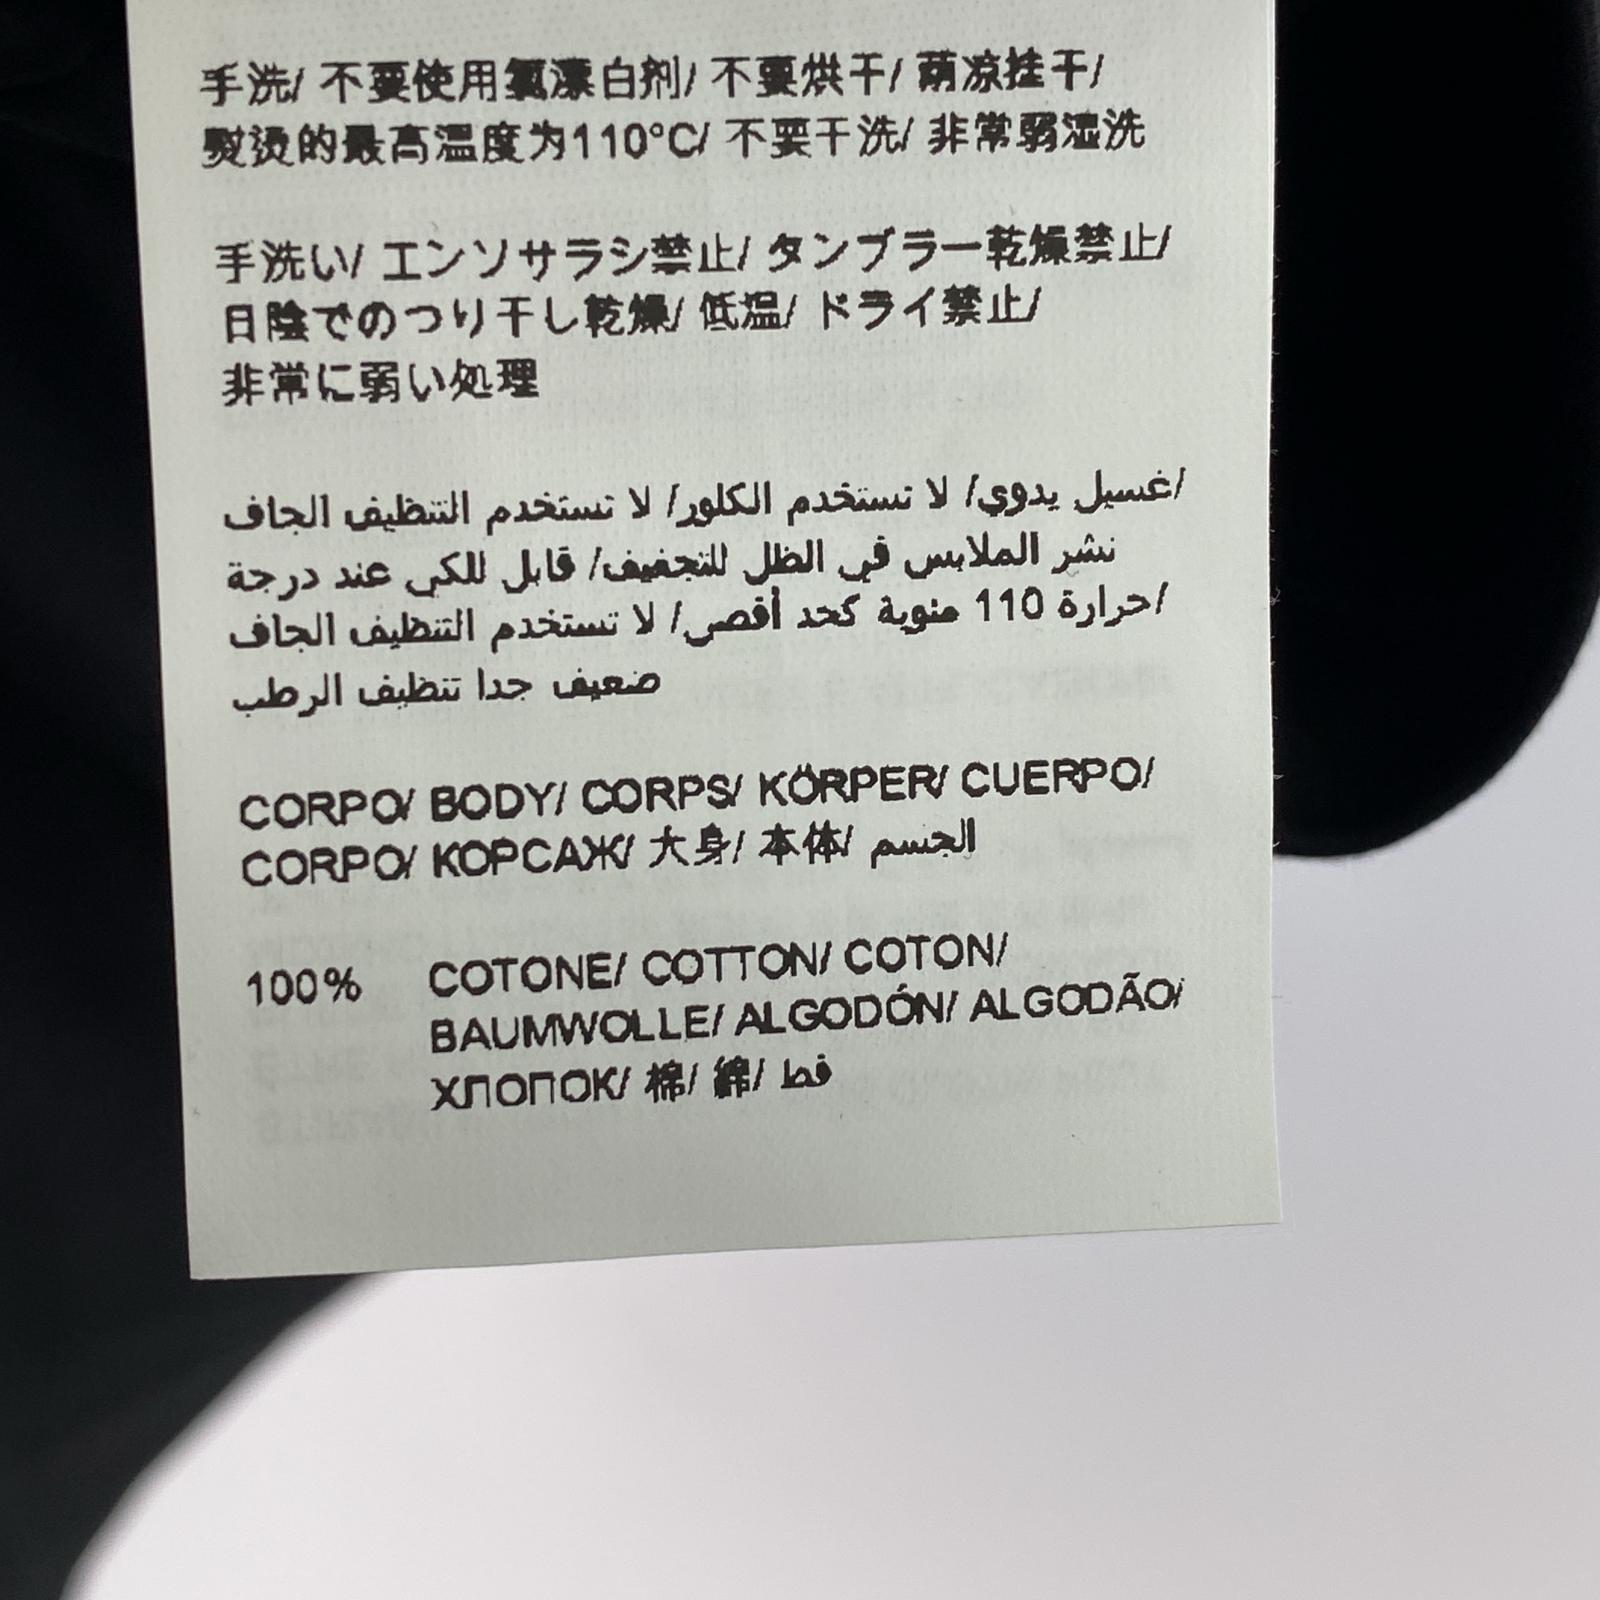 手洗/ 不要使用氯漂白剂/ 不要烘干/ 荫凉挂干/
熨烫的最高温度为110°C/ 不要干洗/ 非常弱湿洗
手洗い/ エンソサラシ禁止/ タンブラー乾燥禁止/
日陰でのつり干し乾燥/ 低温/ ドライ禁止/
非常に弱い処理
/غسيل يدوي/ لا تستخدم الكلور/ لا تستخدم التنظيف الجاف
نشر الملابس في الظل للتجفيف/ قابل للكي عند درجة
/حرارة 110 مئوية كحد أقصى/ لا تستخدم التنظيف الجاف
ضعيف جدا تنظيف الرطب
CORPO/ BODY/ CORPS/ KÖRPER/ CUERPO/
CORPO/ КОРСАЖ/ 大身/ 本体/ الجسم
100% COTONE/ COTTON/ COTON/
BAUMWOLLE/ ALGODÓN/ ALGODÃO/
ХЛОПОК/ 棉/ 綿/ قط